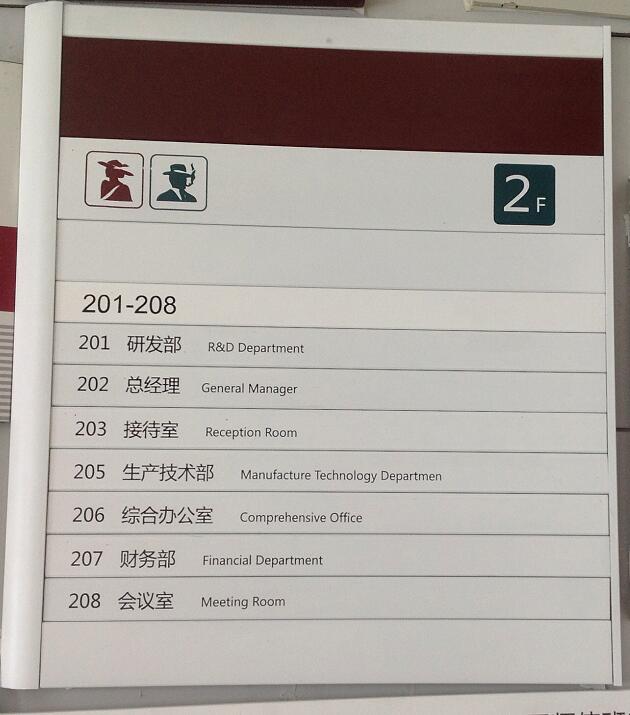 2F
201-208
201 研发部 R&D Department
202 总经理 General Manager
203 接待室 Reception Room
205 生产技术部 Manufacture Technology Departmen
206 综合办公室 Comprehensive Office
207 财务部 Financial Department
208 会议室 Meeting Room